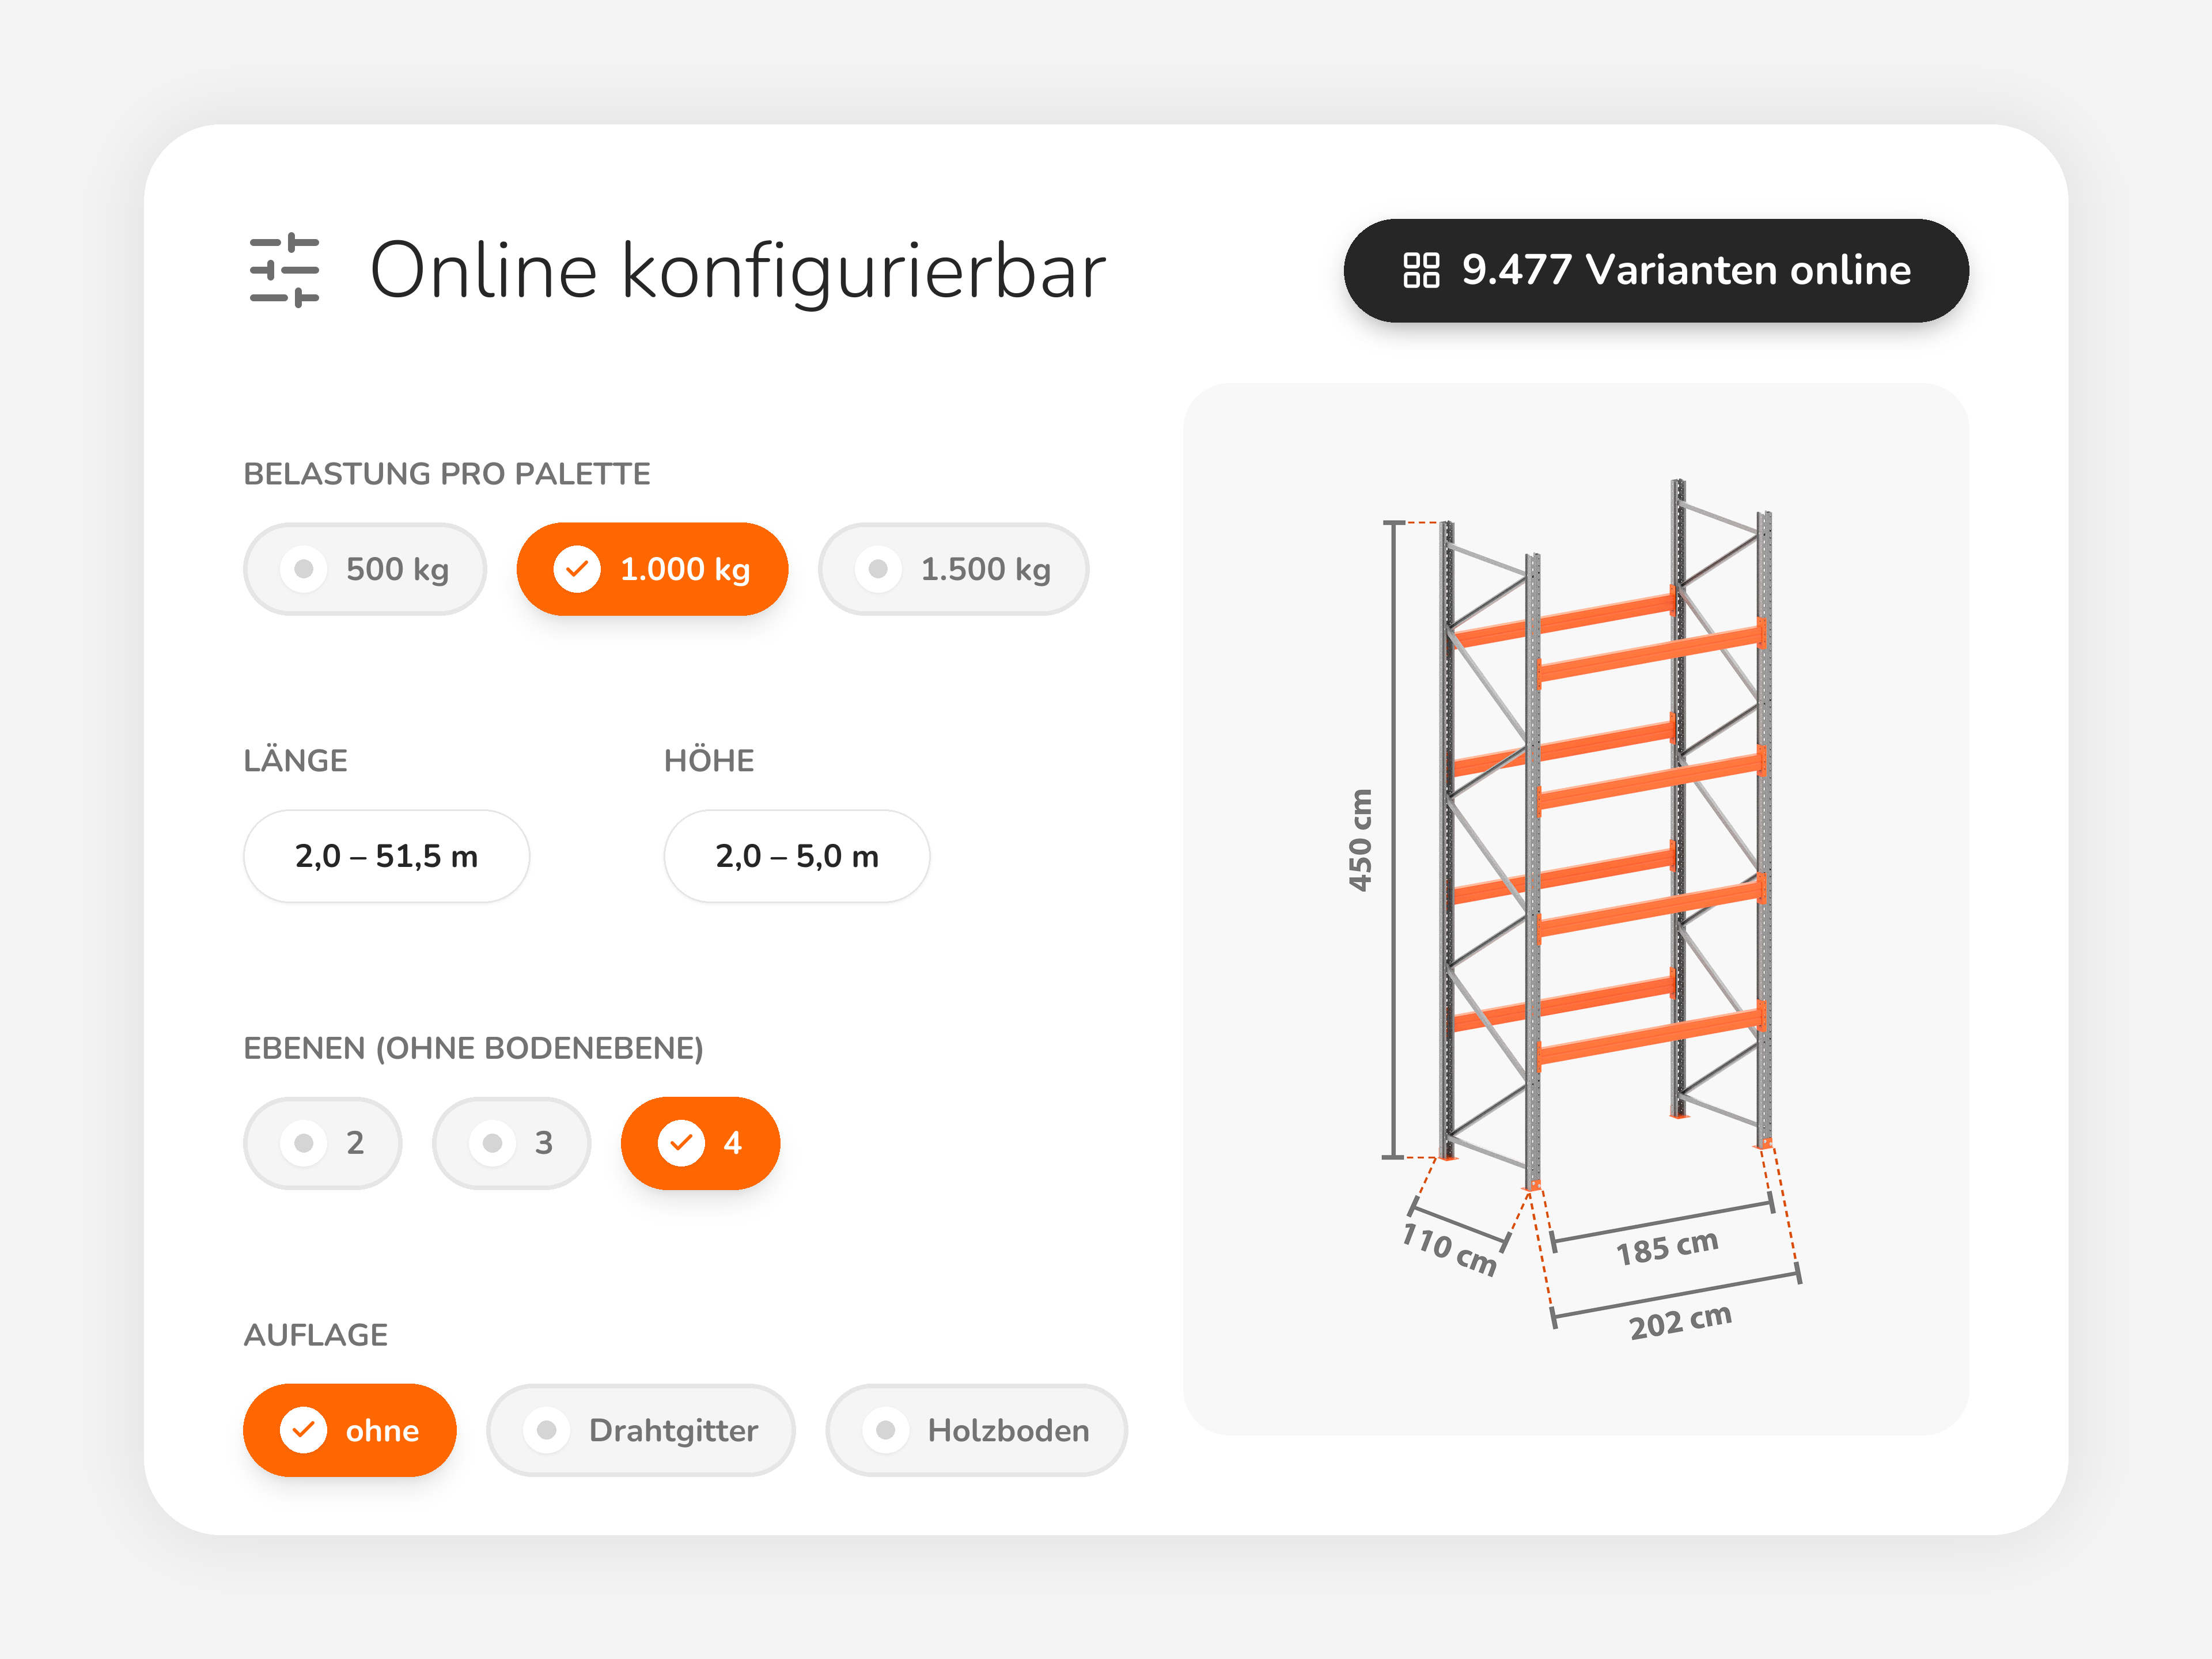 Online konfigurierbar
9.477 Varianten online
BELASTUNG PRO PALETTE
500 kg
1.000 kg
1.500 kg
LÄNGE
HÖHE
2,0 – 51,5 m
2,0 – 5,0 m
EBENEN (OHNE BODENEBENE)
2
3
4
AUFLAGE
ohne
Drahtgitter
Holzboden
450 cm
110 cm
185 cm
202 cm